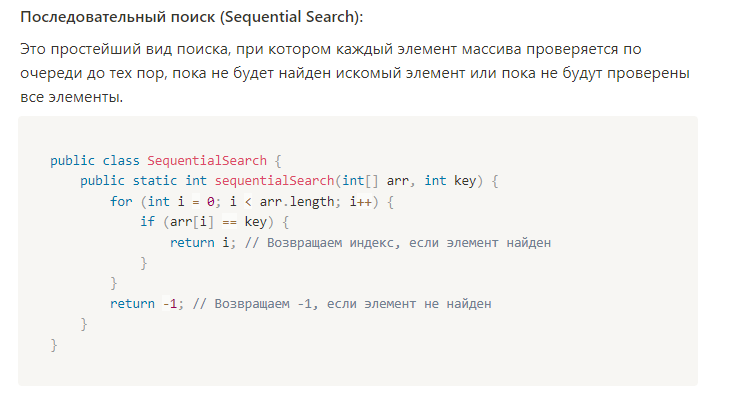 Последовательный поиск (Sequential Search):
Это простейший вид поиска, при котором каждый элемент массива проверяется по
очереди до тех пор, пока не будет найден искомый элемент или пока не будут проверены
все элементы.
public class SequentialSearch {
    public static int sequentialSearch(int[] arr, int key) {
        for (int i = 0; i < arr.length; i++) {
            if (arr[i] == key) {
                return i; // Возвращаем индекс, если элемент найден
            }
        }
        return -1; // Возвращаем -1, если элемент не найден
    }
}